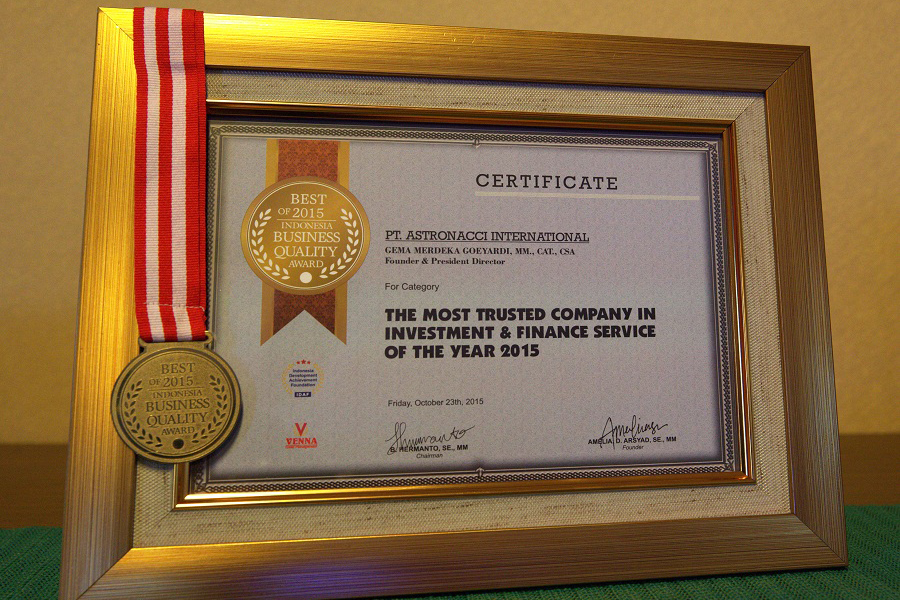 CERTIFICATE
BEST
OF 2015
INDONESIA
BUSINESS
QUALITY
AWARD
PT. ASTRONACCI INTERNATIONAL
GEMA MERDEKA GOEYARDI, MM., CAT., CSA
Founder & President Director
For Category
THE MOST TRUSTED COMPANY IN
INVESTMENT & FINANCE SERVICE
OF THE YEAR 2015
Indonesia
Development
Achievement
Foundation
IDAF
Friday, October 23th, 2015
VENNA
B. HERMANTO, SE., MM
Chairman
AMELIA D. ARSYAD, SE., MM
Founder
BEST
OF 2015
INDONESIA
BUSINESS
QUALITY
AWARD